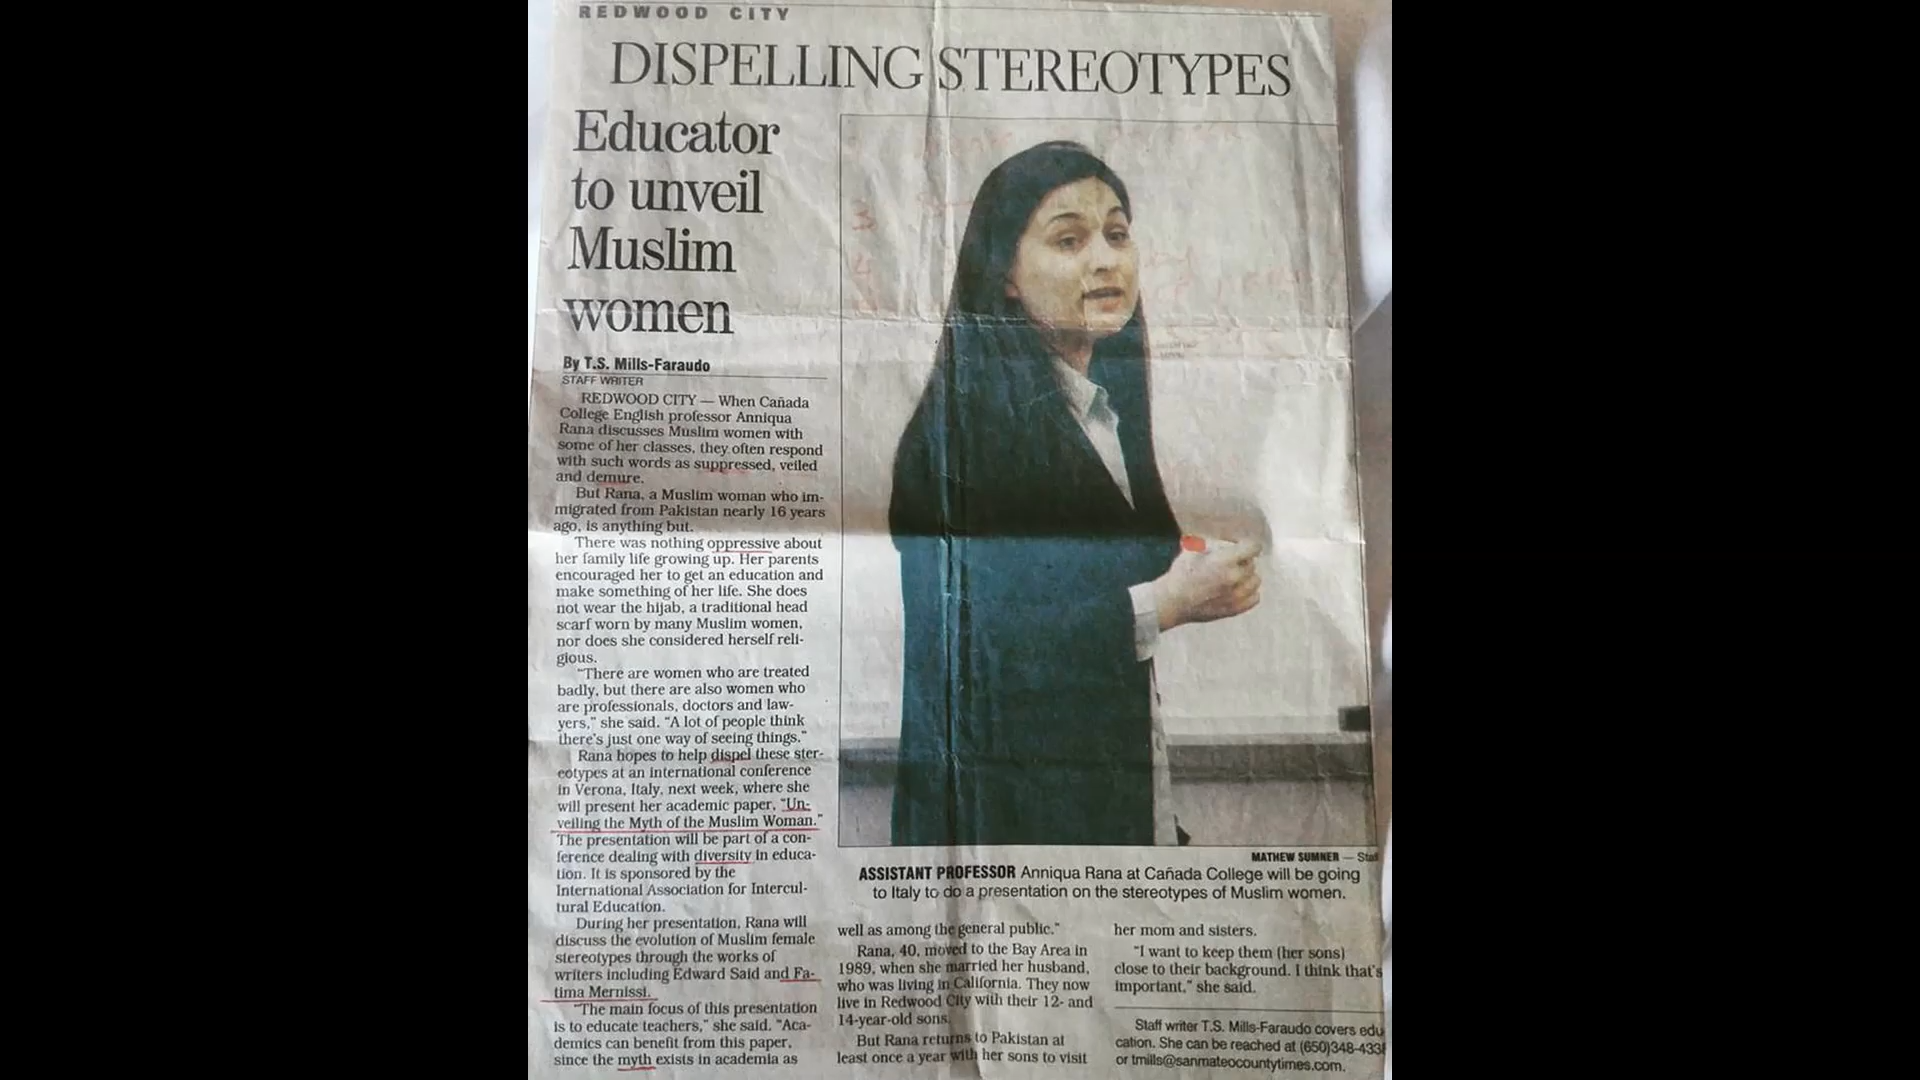 REDWOOD CITY
DISPELLING STEREOTYPES
Educator
to unveil
Muslim
women
By T.S. Mills-Faraudo
STAFF WRITER
REDWOOD CITY — When Cañada
College English professor Anniqua
Rana discusses Muslim women with
some of her classes, they often respond
with such words as suppressed, veiled
and demure.
But Rana, a Muslim woman who im-
migrated from Pakistan nearly 16 years
ago, is anything but.
There was nothing oppressive about
her family life growing up. Her parents
encouraged her to get an education and
make something of her life. She does
not wear the hijab, a traditional head
scarf worn by many Muslim women,
nor does she considered herself reli-
gious.
"There are women who are treated
badly, but there are also women who
are professionals, doctors and law-
yers," she said. "A lot of people think
there's just one way of seeing things."
Rana hopes to help dispel these ster-
eotypes at an international conference
in Verona, Italy, next week, where she
will present her academic paper, "Un-
veiling the Myth of the Muslim Woman."
The presentation will be part of a con-
ference dealing with diversity in educa-
tion. It is sponsored by the
International Association for Intercul-
tural Education.
During her presentation, Rana will
discuss the evolution of Muslim female
stereotypes through the works of
writers including Edward Said and Fa-
tima Mernissi.
"The main focus of this presentation
is to educate teachers," she said. "Aca-
demics can benefit from this paper,
since the myth exists in academia as
MATHEW SUMNER — Staff
ASSISTANT PROFESSOR Anniqua Rana at Cañada College will be going
to Italy to do a presentation on the stereotypes of Muslim women.
well as among the general public."
Rana, 40, moved to the Bay Area in
1989, when she married her husband,
who was living in California. They now
live in Redwood City with their 12- and
14-year-old sons.
But Rana returns to Pakistan at
least once a year with her sons to visit
her mom and sisters.
"I want to keep them (her sons)
close to their background. I think that's
important," she said.
Staff writer T.S. Mills-Faraudo covers edu
cation. She can be reached at (650)348-433
or tmills@sanmateocountytimes.com.